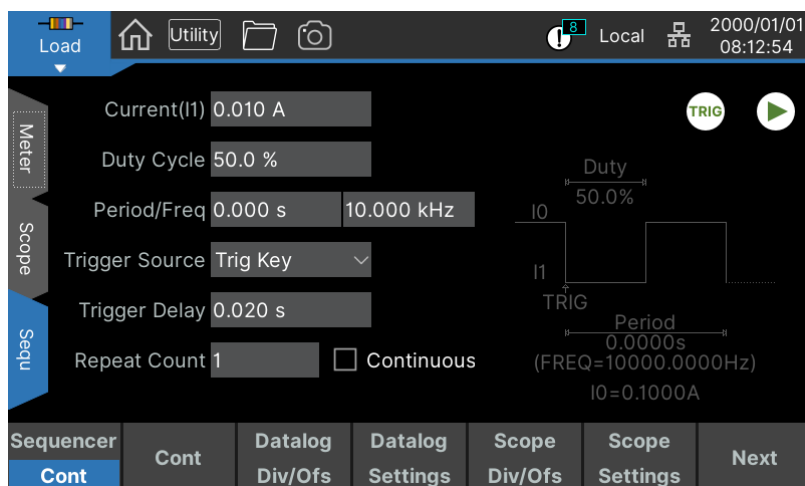 Load
Utility
8
Local
2000/01/01
08:12:54
Meter
Scope
Sequ
Current(I1) 0.010 A
Duty Cycle 50.0 %
Period/Freq 0.000 s 10.000 kHz
Trigger Source Trig Key
Trigger Delay 0.020 s
Repeat Count 1 Continuous
TRIG
Duty
50.0%
I0
I1
TRIG
Period
0.0000s
(FREQ=10000.0000Hz)
I0=0.1000A
Sequencer
Cont
Cont
Datalog
Div/Ofs
Datalog
Settings
Scope
Div/Ofs
Scope
Settings
Next